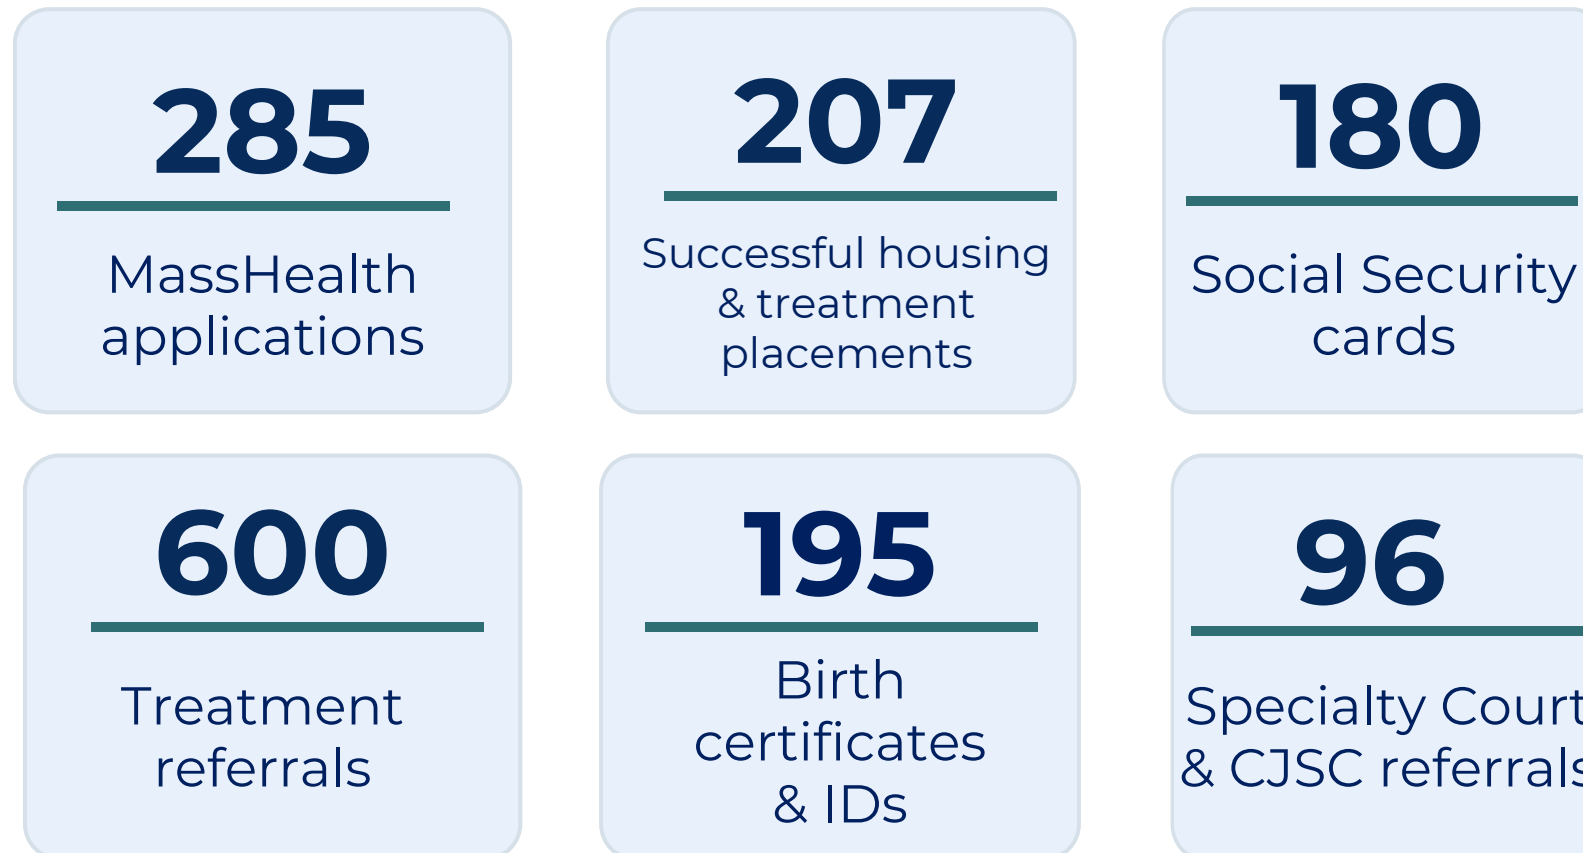 285
MassHealth
applications
207
Successful housing
& treatment
placements
180
Social Security
cards
600
Treatment
referrals
195
Birth
certificates
& IDs
96
Specialty Court
& CJSC referrals